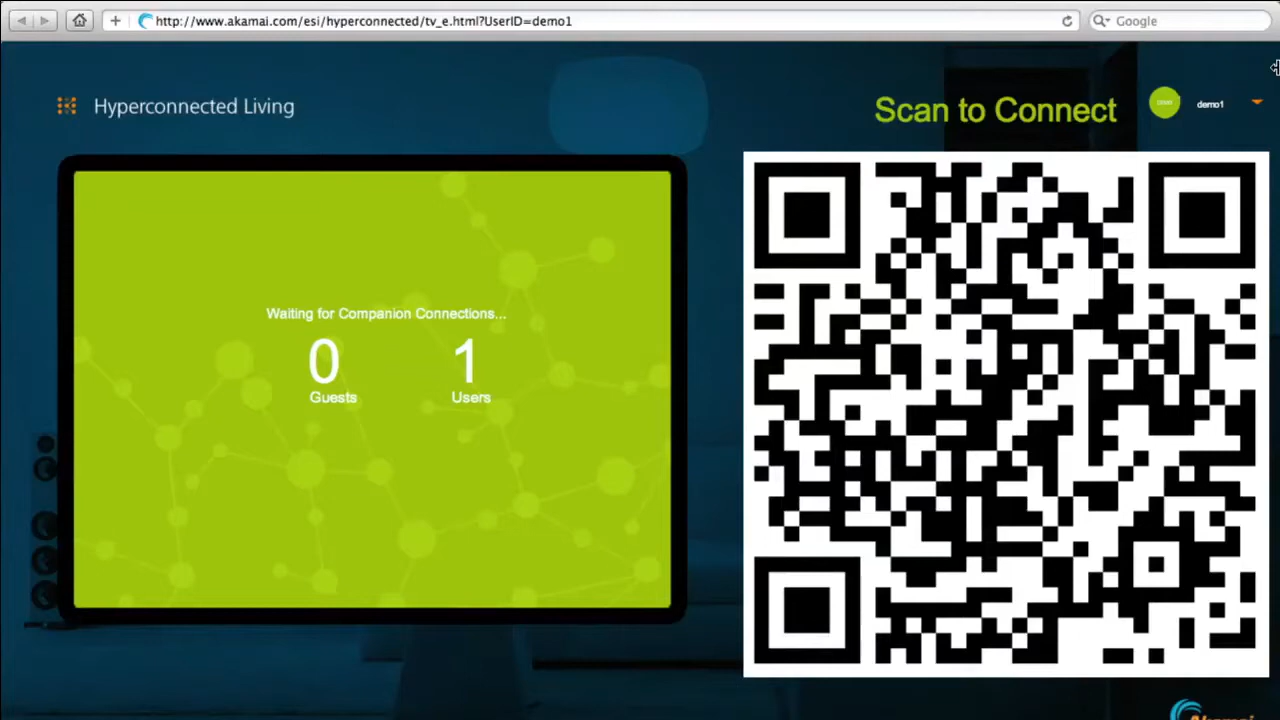 http://www.akamai.com/esi/hyperconnected/tv_e.html?UserID=demo1
Google
Hyperconnected Living
Scan to Connect
demo1
Waiting for Companion Connections...
0 1
Guests Users